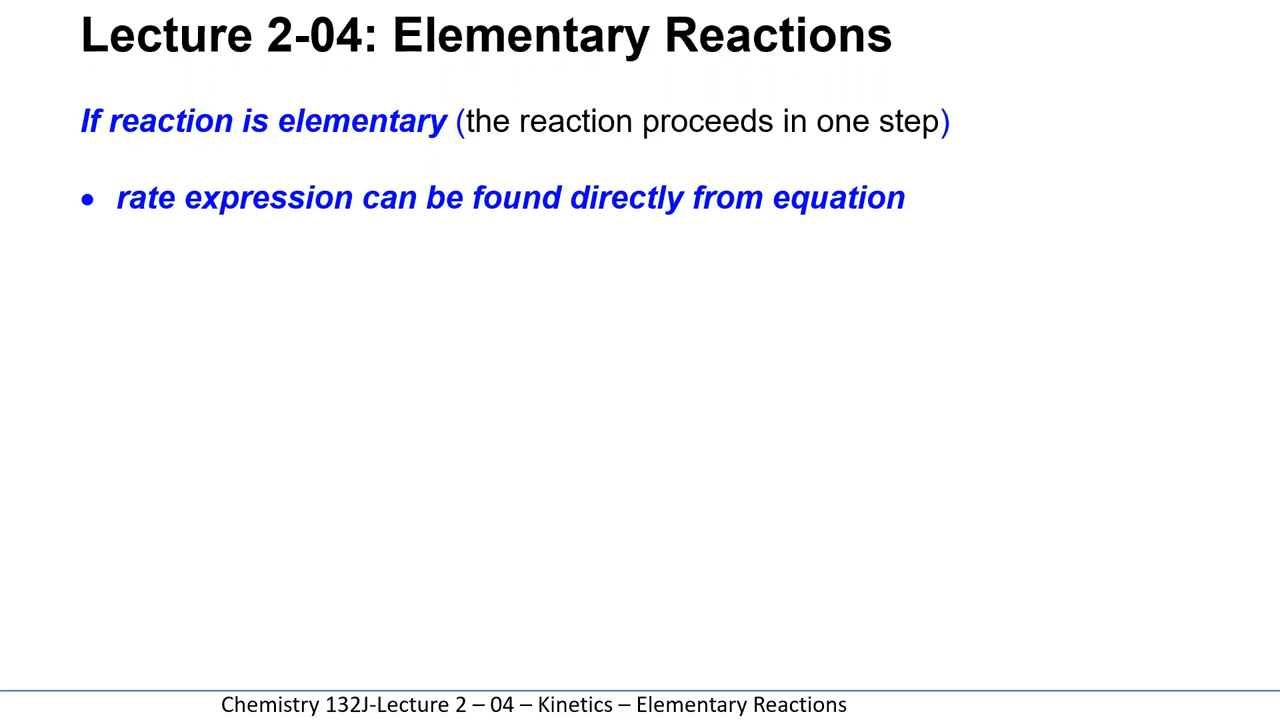 Lecture 2-04: Elementary Reactions
If reaction is elementary (the reaction proceeds in one step)
• rate expression can be found directly from equation
Chemistry 132J-Lecture 2 – 04 – Kinetics – Elementary Reactions